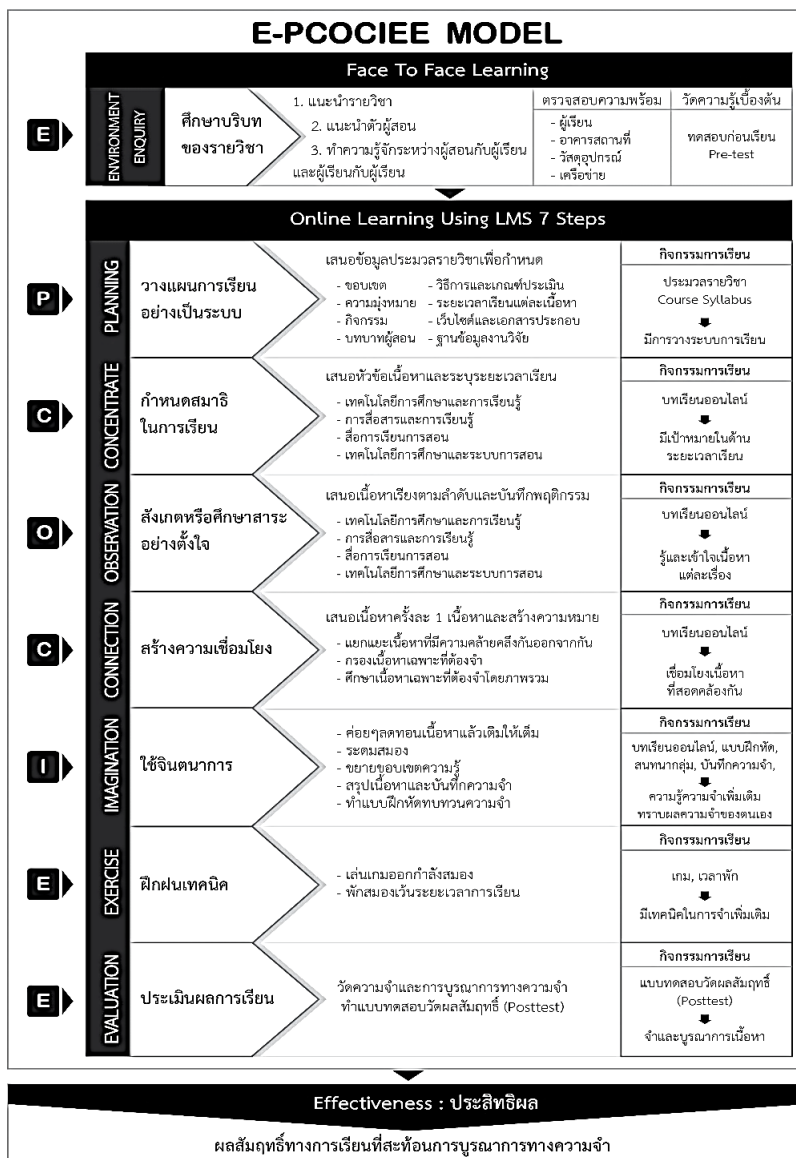 E-PCOCIEE MODEL
Face To Face Learning
E
ENVIRONMENT
ENQUIRY
ศึกษาบริบท
ของรายวิชา
1. แนะนำรายวิชา
2. แนะนำตัวผู้สอน
3. ทำความรู้จักระหว่างผู้สอนกับผู้เรียน
และผู้เรียนกับผู้เรียน
ตรวจสอบความพร้อม
- ผู้เรียน
- อาคารสถานที่
- วัสดุอุปกรณ์
- เครือข่าย
วัดความรู้เบื้องต้น
ทดสอบก่อนเรียน
Pre-test
Online Learning Using LMS 7 Steps
P
PLANNING
วางแผนการเรียน
อย่างเป็นระบบ
เสนอข้อมูลประมวลรายวิชาเพื่อกำหนด
- ขอบเขต - วิธีการและเกณฑ์ประเมิน
- ความมุ่งหมาย - ระยะเวลาเรียนแต่ละเนื้อหา
- กิจกรรม - เว็บไซต์และเอกสารประกอบ
- บทบาทผู้สอน - ฐานข้อมูลงานวิจัย
กิจกรรมการเรียน
ประมวลรายวิชา
Course Syllabus
มีการวางระบบการเรียน
C
CONCENTRATE
กำหนดสมาธิ
ในการเรียน
เสนอหัวข้อเนื้อหาและระบุระยะเวลาเรียน
- เทคโนโลยีการศึกษาและการเรียนรู้
- การสื่อสารและการเรียนรู้
- สื่อการเรียนการสอน
- เทคโนโลยีการศึกษาและระบบการสอน
กิจกรรมการเรียน
บทเรียนออนไลน์
มีเป้าหมายในด้าน
ระยะเวลาเรียน
O
OBSERVATION
สังเกตหรือศึกษาสาระ
อย่างตั้งใจ
เสนอเนื้อหาเรียงตามลำดับและบันทึกพฤติกรรม
- เทคโนโลยีการศึกษาและการเรียนรู้
- การสื่อสารและการเรียนรู้
- สื่อการเรียนการสอน
- เทคโนโลยีการศึกษาและระบบการสอน
กิจกรรมการเรียน
บทเรียนออนไลน์
รู้และเข้าใจเนื้อหา
แต่ละเรื่อง
C
CONNECTION
สร้างความเชื่อมโยง
เสนอเนื้อหาครั้งละ 1 เนื้อหาและสร้างความหมาย
- แยกแยะเนื้อหาที่มีความคล้ายคลึงกันออกจากกัน
- กรองเนื้อหาเฉพาะที่ต้องจำ
- ศึกษาเนื้อหาเฉพาะที่ต้องจำโดยภาพรวม
กิจกรรมการเรียน
บทเรียนออนไลน์
เชื่อมโยงเนื้อหา
ที่สอดคล้องกัน
I
IMAGINATION
ใช้จินตนาการ
- ค่อยๆลดทอนเนื้อหาแล้วเติมให้เต็ม
- ระดมสมอง
- ขยายขอบเขตความรู้
- สรุปเนื้อหาและบันทึกความจำ
- ทำแบบฝึกหัดทบทวนความจำ
กิจกรรมการเรียน
บทเรียนออนไลน์, แบบฝึกหัด,
สนทนากลุ่ม, บันทึกความจำ,
ความรู้ความจำเพิ่มเติม
ทราบผลความจำของตนเอง
E
EXERCISE
ฝึกฝนเทคนิค
- เล่นเกมออกกำลังสมอง
- พักสมองเว้นระยะเวลาการเรียน
กิจกรรมการเรียน
เกม, เวลาพัก
มีเทคนิคในการจำเพิ่มเติม
E
EVALUATION
ประเมินผลการเรียน
วัดความจำและการบูรณาการทางความจำ
ทำแบบทดสอบวัดผลสัมฤทธิ์ (Posttest)
กิจกรรมการเรียน
แบบทดสอบวัดผลสัมฤทธิ์
(Posttest)
จำและบูรณาการเนื้อหา
Effectiveness : ประสิทธิผล
ผลสัมฤทธิ์ทางการเรียนที่สะท้อนการบูรณาการทางความจำ